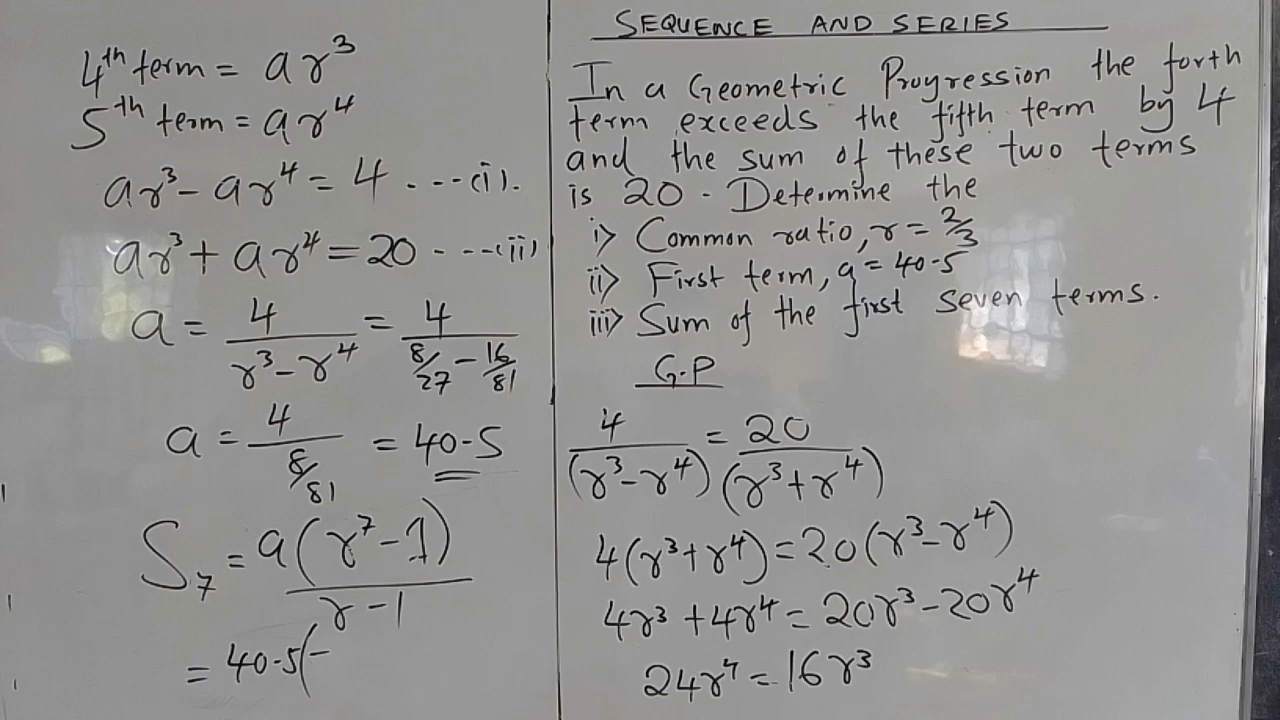 4th term = ar³
5th term = ar⁴
ar³ - ar⁴ = 4 ---(i).
ar³ + ar⁴ = 20 ---(ii)
a = 4/(r³ - r⁴) = 4/(8/27 - 16/81)
a = 4/(8/81) = 40.5
S₇ = a(r⁷ - 1)/(r - 1)
= 40.5(-
SEQUENCE AND SERIES
In a Geometric Progression the forth
term exceeds the fifth term by 4
and the sum of these two terms
is 20. Determine the
i) Common ratio, r = 2/3
ii) First term, a = 40.5
iii) Sum of the first seven terms.
G.P
4/(r³ - r⁴) = 20/(r³ + r⁴)
4(r³ + r⁴) = 20(r³ - r⁴)
4r³ + 4r⁴ = 20r³ - 20r⁴
24r⁴ = 16r³